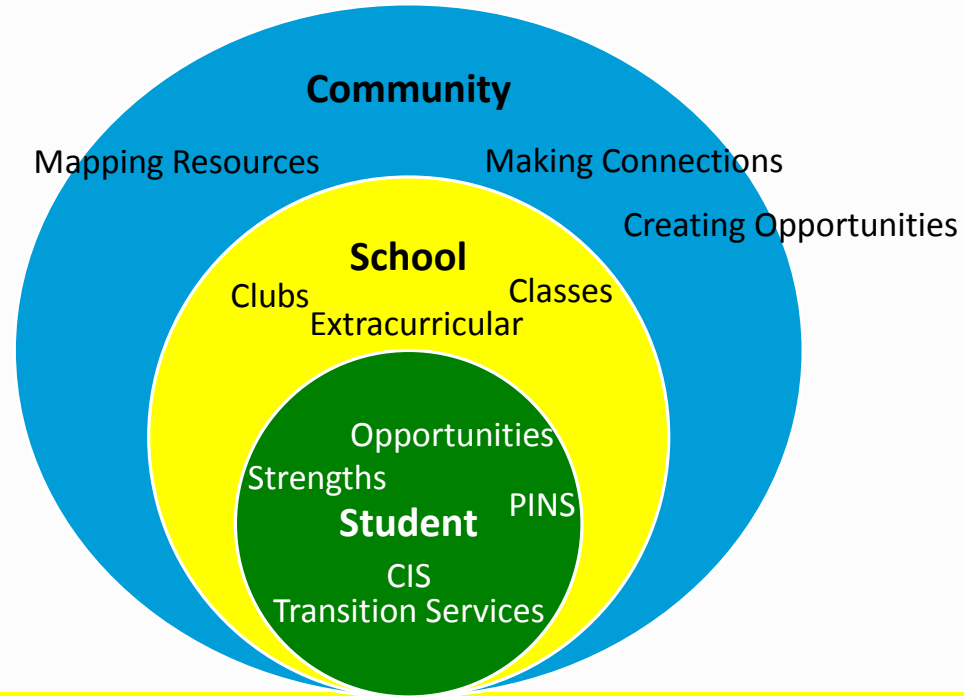 Community
Mapping Resources
Making Connections
Creating Opportunities
School
Clubs
Classes
Extracurricular
Opportunities
Strengths
PINS
Student
CIS
Transition Services